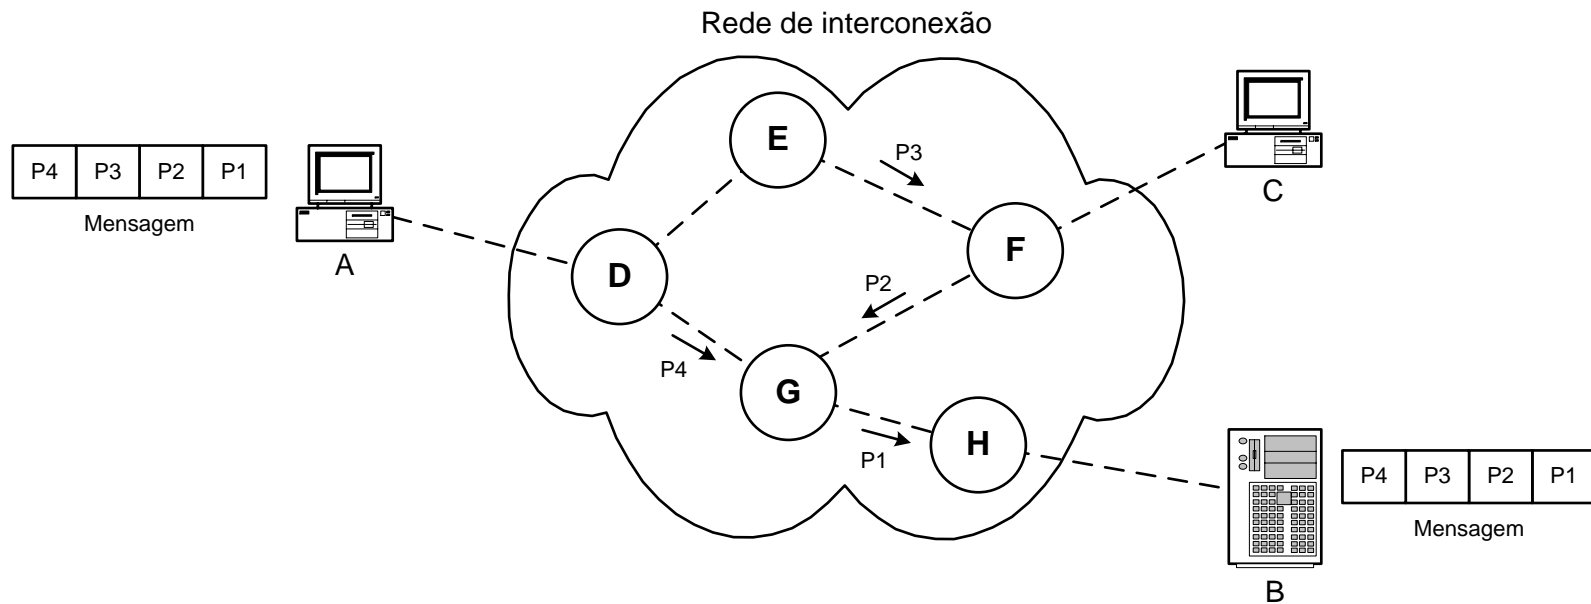 Rede de interconexão
E
P3
P4 P3 P2 P1
Mensagem
A
C
D
F
P2
P4
G
P1
H
P4 P3 P2 P1
Mensagem
B